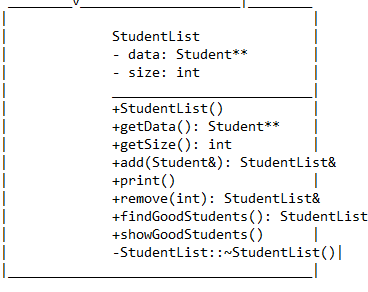 StudentList
- data: Student**
- size: int
+StudentList()
+getData(): Student**
+getSize(): int
+add(Student&): StudentList&
+print()
+remove(int): StudentList&
+findGoodStudents(): StudentList
+showGoodStudents()
-StudentList::~StudentList()